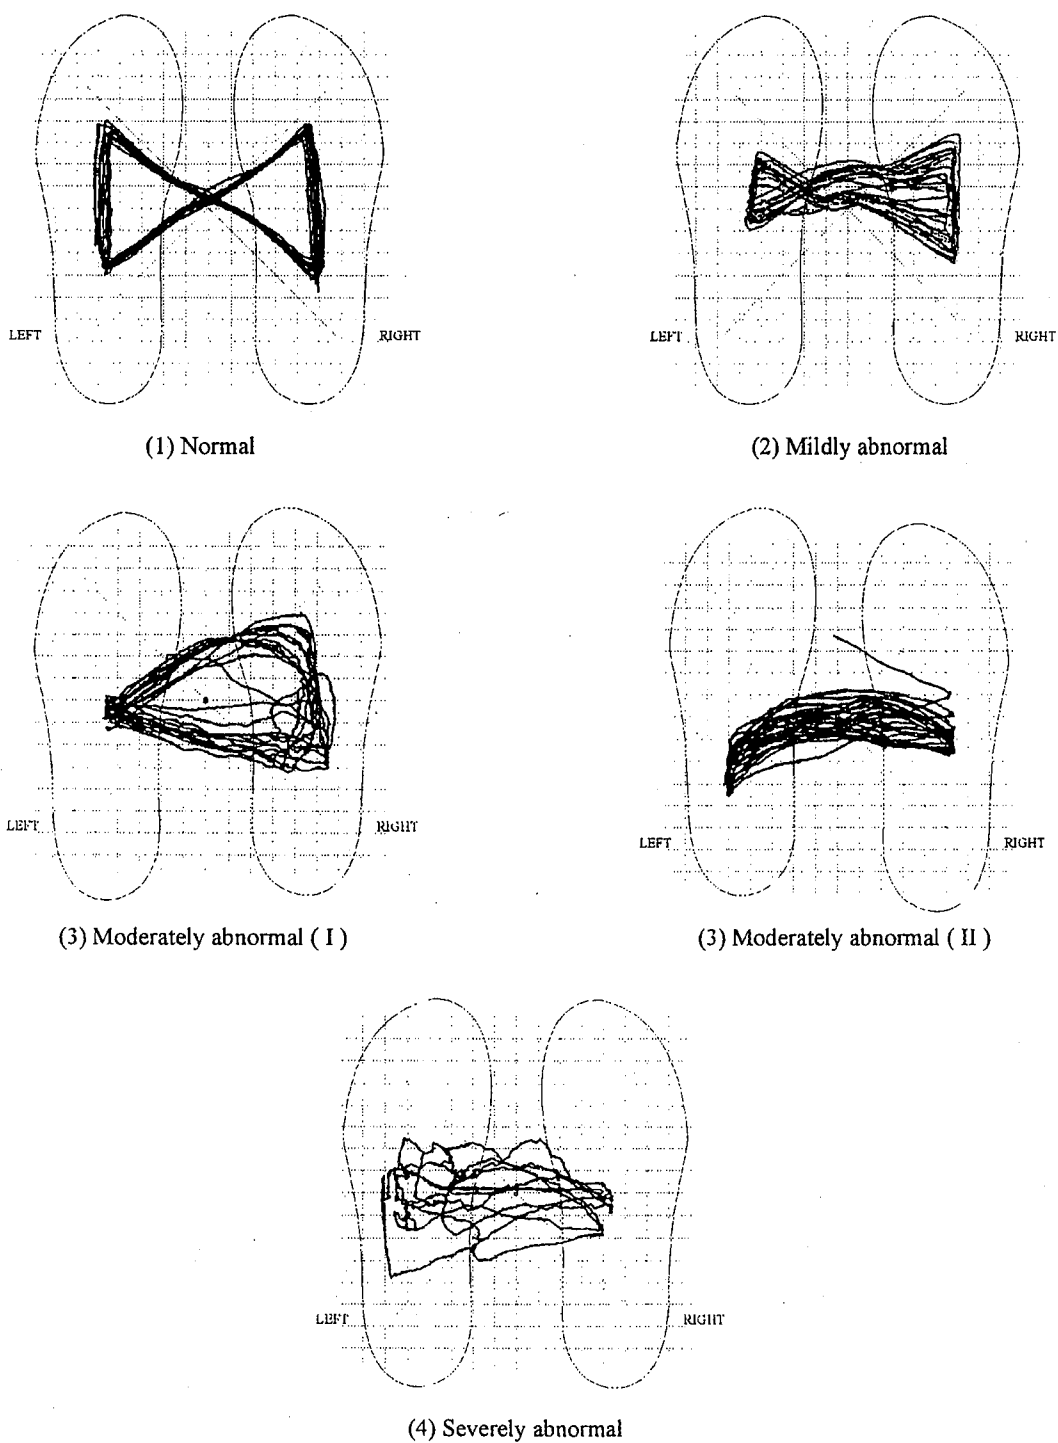 LEFT
RIGHT
(1) Normal
LEFT
RIGHT
(2) Mildly abnormal
LEFT
RIGHT
(3) Moderately abnormal ( I )
LEFT
RIGHT
(3) Moderately abnormal ( II )
LEFT
RIGHT
(4) Severely abnormal